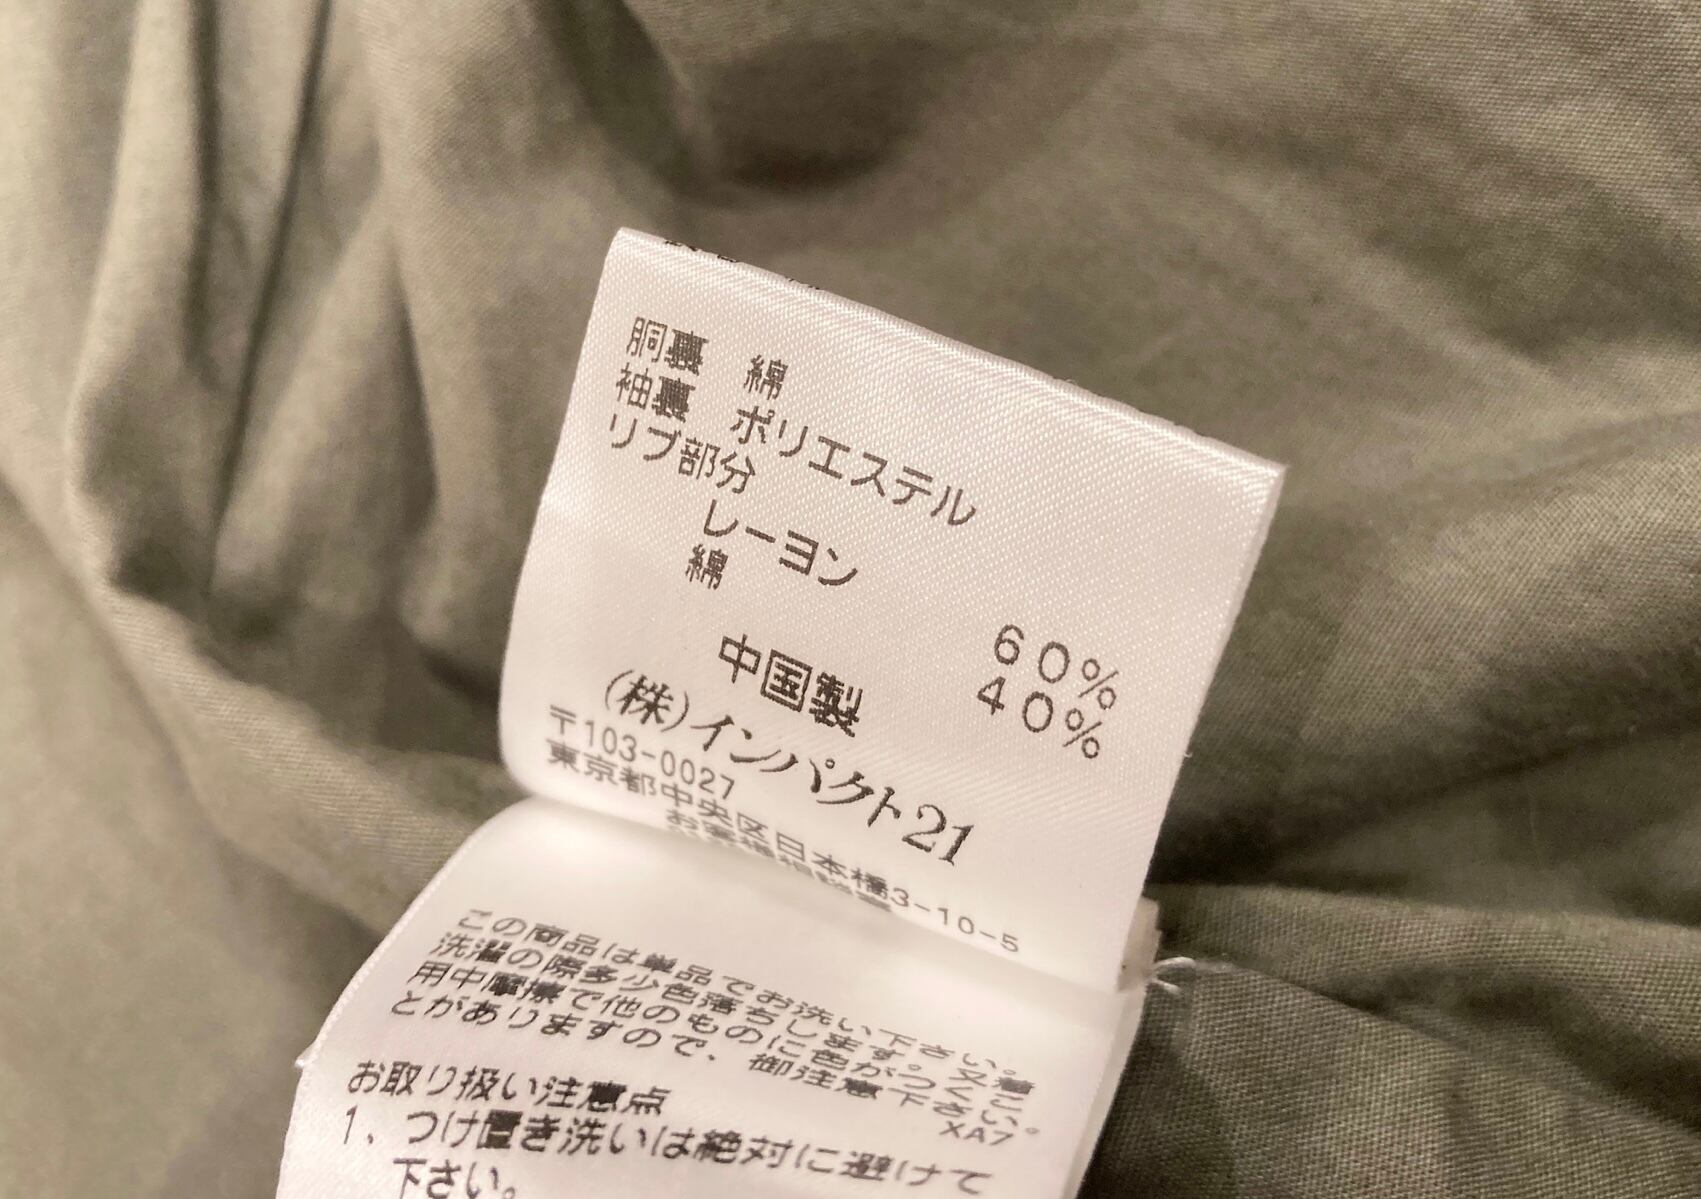 胴裏 綿
袖裏 ポリエステル
リブ部分
レーヨン 60%
綿 40%
中国製
(株)インパクト21
〒103-0027
東京都中央区日本橋3-10-5
お客様相談室
この商品は単品でお洗い下さい。
洗濯の際多少色落ちします。又着
用中摩擦で他のものに色がつくこ
とがありますので、御注意下さい。
XA7
お取り扱い注意点
1、つけ置き洗いは絶対に避けて
下さい。